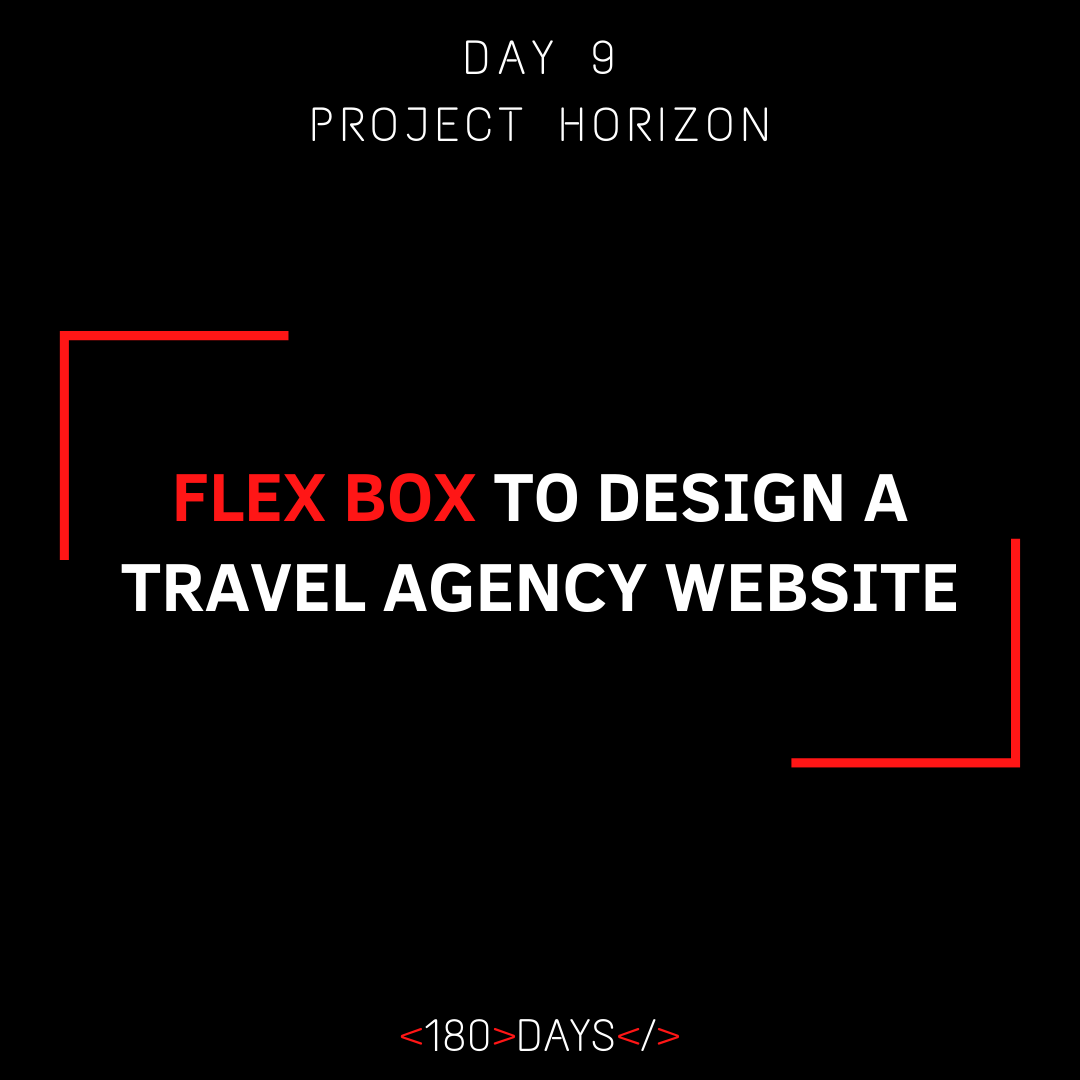 DAY 9
PROJECT HORIZON
FLEX BOX TO DESIGN A
TRAVEL AGENCY WEBSITE
<180>DAYS</>